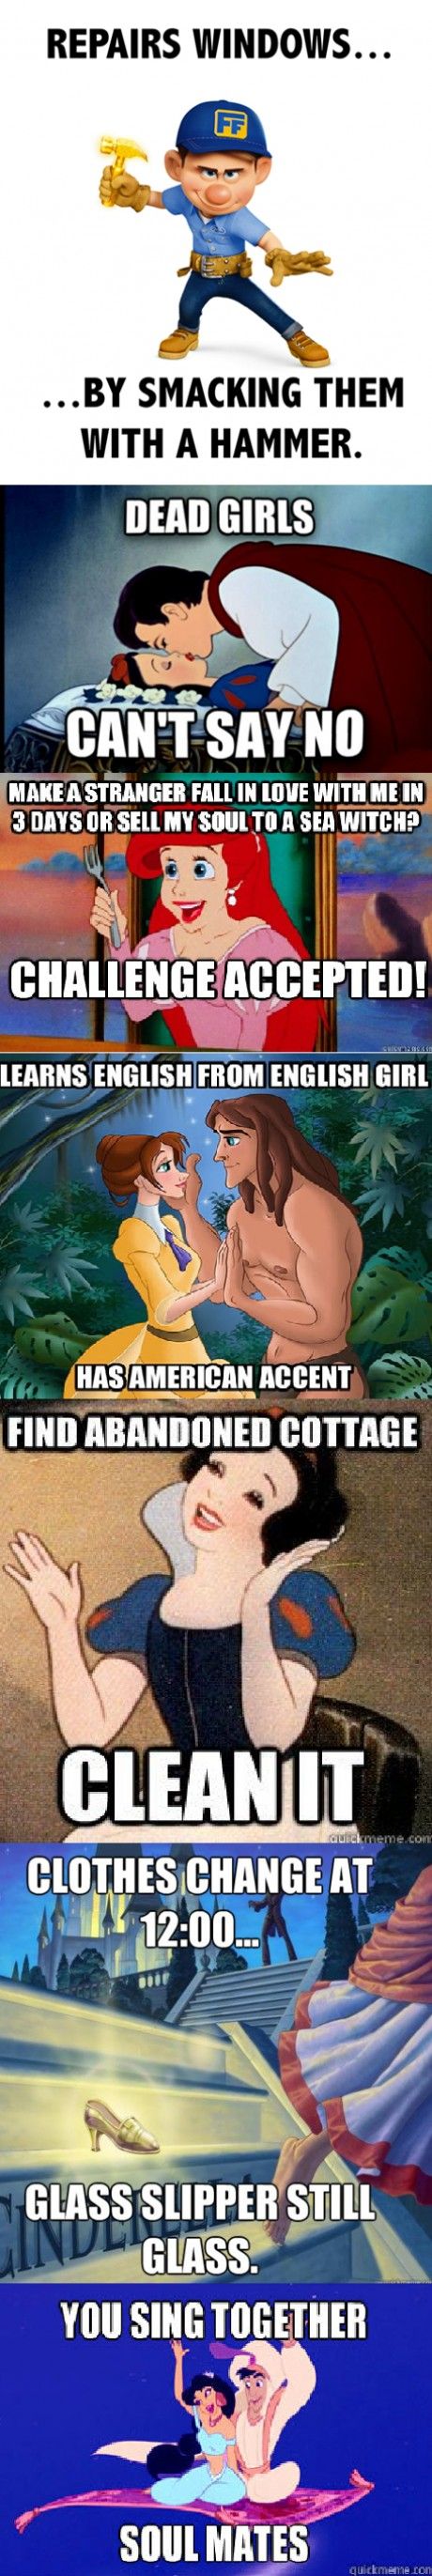 REPAIRS WINDOWS...
FF
...BY SMACKING THEM
WITH A HAMMER.
DEAD GIRLS
CAN'T SAY NO
MAKE A STRANGER FALL IN LOVE WITH ME IN
3 DAYS OR SELL MY SOUL TO A SEA WITCH?
CHALLENGE ACCEPTED!
LEARNS ENGLISH FROM ENGLISH GIRL
HAS AMERICAN ACCENT
FIND ABANDONED COTTAGE
CLEAN IT
quickmeme.com
CLOTHES CHANGE AT
12:00...
GLASS SLIPPER STILL
CINDERELLA
GLASS.
YOU SING TOGETHER
SOUL MATES
quickmeme.com